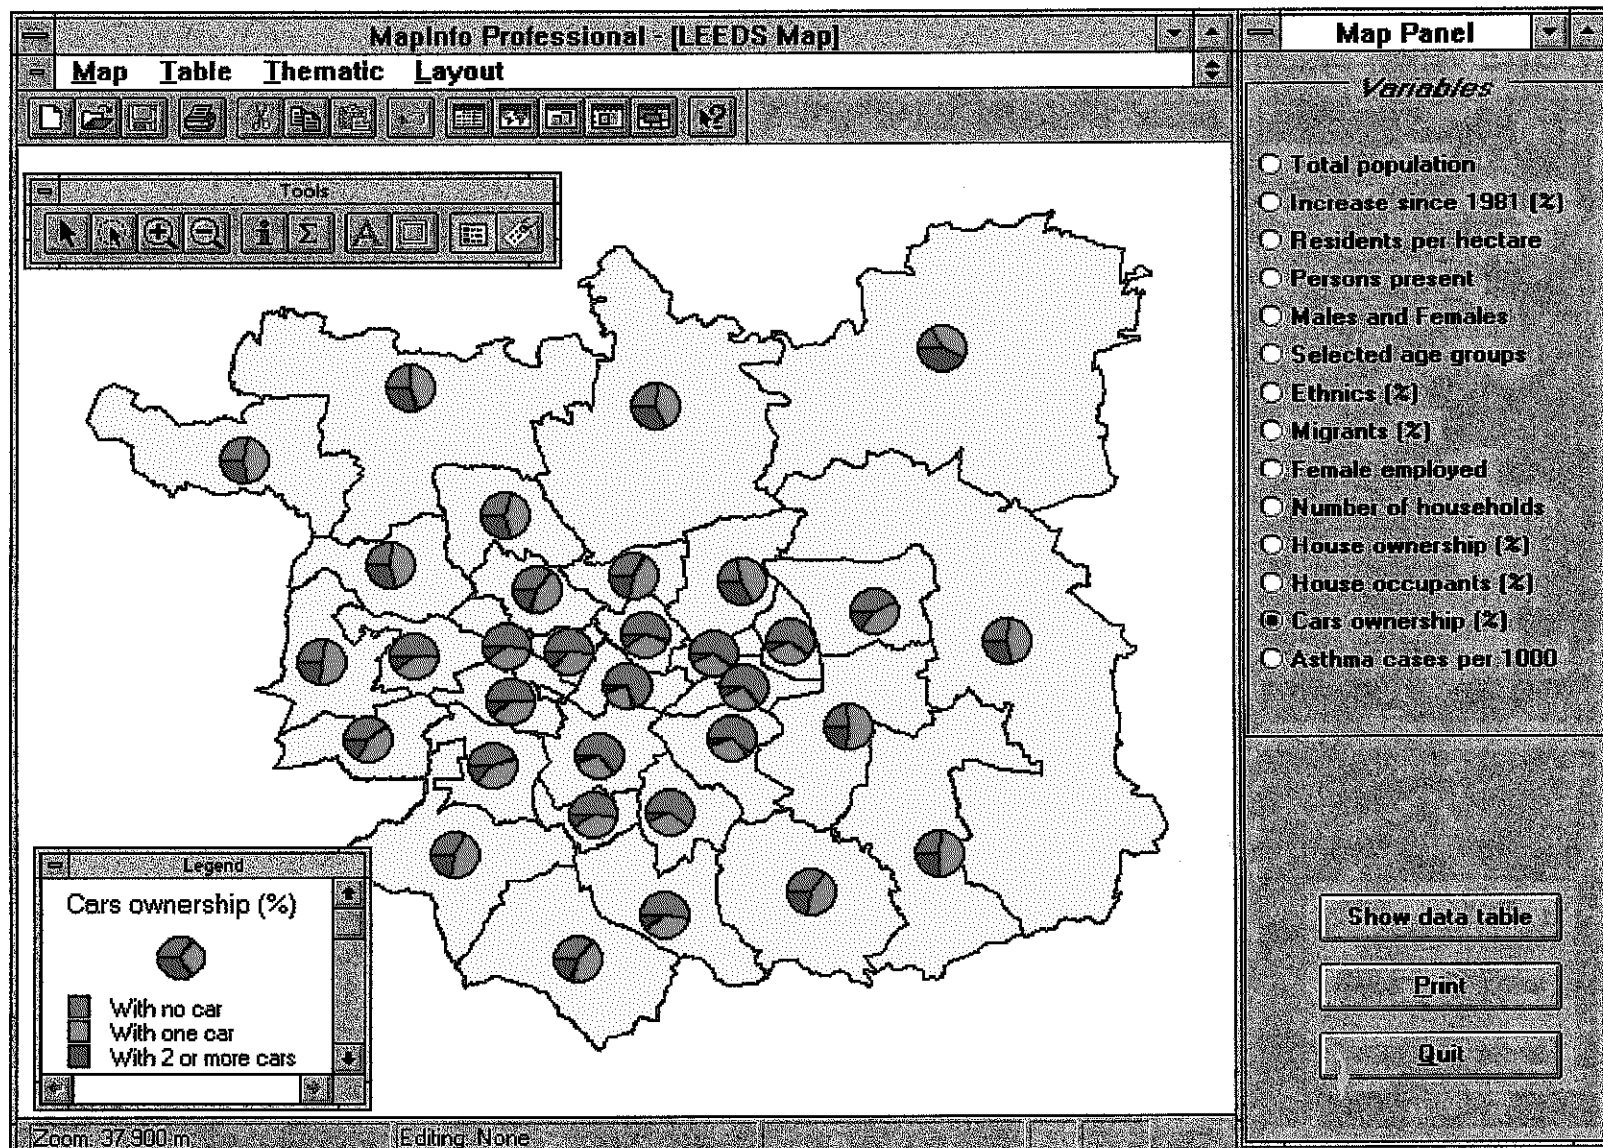 MapInfo Professional - [LEEDS Map]
Map Table Thematic Layout
Tools
Legend
Cars ownership (%)
With no car
With one car
With 2 or more cars
Zoom: 37,900 m
Editing: None
Map Panel
Variables
Total population
Increase since 1981 (%)
Residents per hectare
Persons present
Males and Females
Selected age groups
Ethnics (%)
Migrants (%)
Female employed
Number of households
House ownership (%)
House occupants (%)
Cars ownership (%)
Asthma cases per 1000
Show data table
Print
Quit